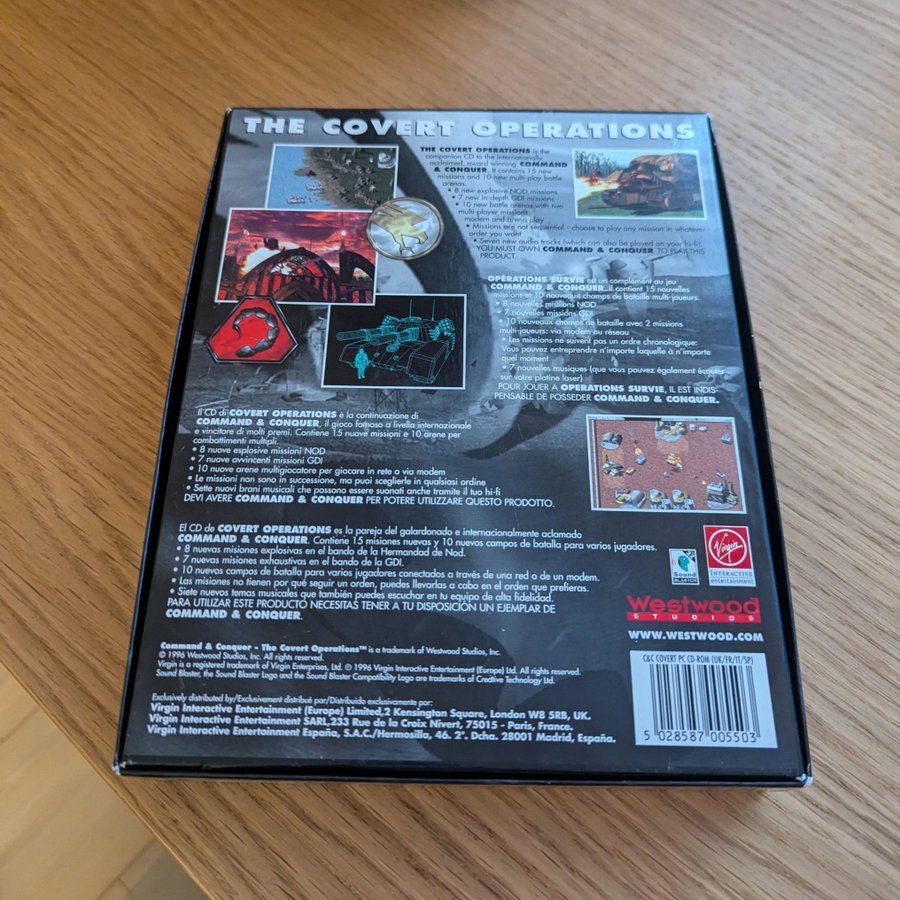 THE COVERT OPERATIONS
THE COVERT OPERATIONS is the
companion CD to the internationally
acclaimed, award winning COMMAND
& CONQUER. It contains 15 new
missions and 10 new multi-play battle
arenas.
• 8 new explosive NOD missions
• 7 new in-depth GDI missions
• 10 new battle arenas with two
multi player missions
modem and arena play
• Missions are not sequential - choose to play any mission in whatever
order you want
• Seven new audio tracks (which can also be played on your hi-fi)
YOU MUST OWN COMMAND & CONQUER TO PLAY THIS
PRODUCT.
OPÉRATIONS SURVIE est un complément au jeu
COMMAND & CONQUER. Il contient 15 nouvelles
missions et 10 nouveaux champs de bataille multi-joueurs.
• 8 nouvelles missions NOD
• 7 nouvelles missions GDI
• 10 nouveaux champs de bataille avec 2 missions
multi-joueurs: via modem ou réseau
• Les missions ne suivent pas un ordre chronologique:
Vous pouvez entreprendre n'importe laquelle à n'importe
quel moment
• 7 nouvelles musiques (que vous pouvez également écouter
sur votre platine laser)
POUR JOUER A OPERATIONS SURVIE, IL EST INDIS-
PENSABLE DE POSSEDER COMMAND & CONQUER.
Il CD di COVERT OPERATIONS è la continuazione di
COMMAND & CONQUER, il gioco famoso a livello internazionale
e vincitore di molti premi. Contiene 15 nuove missioni e 10 arene per
combattimenti multipli.
• 8 nuove esplosive missioni NOD
• 7 nuove avvincenti missioni GDI
• 10 nuove arene multigiocatore per giocare in rete o via modem
• Le missioni non sono in successione, ma puoi sceglierle in qualsiasi ordine
• Sette nuovi brani musicali che possono essere suonati anche tramite il tuo hi-fi
DEVI AVERE COMMAND & CONQUER PER POTERE UTILIZZARE QUESTO PRODOTTO.
El CD de COVERT OPERATIONS es la pareja del galardonado e internacionalmente aclamado
COMMAND & CONQUER. Contiene 15 misiones nuevas y 10 nuevos campos de batalla para varios jugadores.
• 8 nuevas misiones explosivas en el bando de la Hermandad de Nod.
• 7 nuevas misiones exhaustivas en el bando de la GDI.
• 10 nuevos campos de batalla para varios jugadores conectados a través de una red o de un modem.
• Las misiones no tienen por qué seguir un orden, puedes llevarlas a cabo en el orden que prefieras.
• Siete nuevos temas musicales que también puedes escuchar en tu equipo de alta fidelidad.
PARA UTILIZAR ESTE PRODUCTO NECESITAS TENER A TU DISPOSICIÓN UN EJEMPLAR DE
COMMAND & CONQUER.
Sound
BLASTER
Virgin
INTERACTIVE
entertainment
Westwood
STUDIOS
WWW.WESTWOOD.COM
Command & Conquer - The Covert Operations™ is a trademark of Westwood Studios, Inc.
© 1996 Westwood Studios, Inc. All rights reserved.
Virgin is a registered trademark of Virgin Enterprises, Ltd. © 1996 Virgin Interactive Entertainment (Europe) Ltd. All rights reserved.
Sound Blaster, the Sound Blaster Logo and the Sound Blaster Compatibility Logo are trademarks of Creative Technology Ltd.
Exclusively distributed by/Exclusivement distribué par/Distribuido exclusivamente por:
Virgin Interactive Entertainment (Europe) Limited,2 Kensington Square, London W8 5RB, UK.
Virgin Interactive Entertainment SARL,233 Rue de la Croix Nivert, 75015 - Paris, France.
Virgin Interactive Entertainment España, S.A.C./Hermosilla, 46. 2º. Dcha. 28001 Madrid, España.
C&C COVERT PC CD-ROM (UK/FR/IT/SP)
5 028587 005503